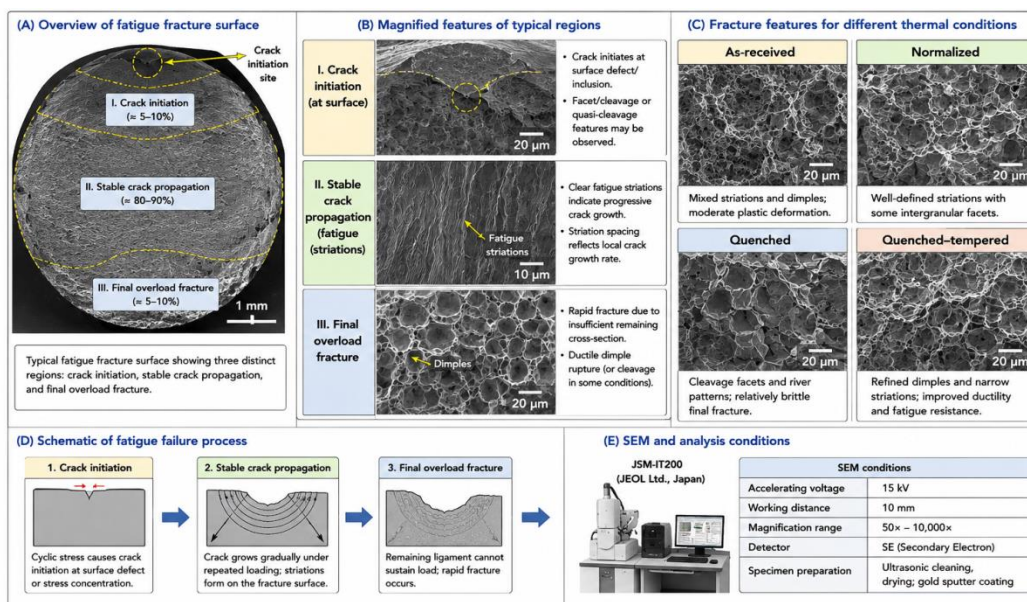 (A) Overview of fatigue fracture surface
Crack
initiation
site
I. Crack initiation
(≈ 5–10%)
II. Stable crack propagation
(≈ 80–90%)
III. Final overload fracture
(≈ 5–10%)
1 mm
Typical fatigue fracture surface showing three distinct
regions: crack initiation, stable crack propagation,
and final overload fracture.
(B) Magnified features of typical regions
I. Crack
initiation
(at surface)
20 µm
• Crack initiates at
surface defect/
inclusion.
• Facet/cleavage or
quasi-cleavage
features may be
observed.
II. Stable
crack
propagation
(fatigue
(striations)
Fatigue
striations
10 µm
• Clear fatigue striations
indicate progressive
crack growth.
• Striation spacing
reflects local crack
growth rate.
III. Final
overload
fracture
Dimples
20 µm
• Rapid fracture due to
insufficient remaining
cross-section.
• Ductile dimple
rupture (or cleavage
in some conditions).
(C) Fracture features for different thermal conditions
As-received
20 µm
Mixed striations and dimples;
moderate plastic deformation.
Normalized
20 µm
Well-defined striations with
some intergranular facets.
Quenched
20 µm
Cleavage facets and river
patterns; relatively brittle
final fracture.
Quenched–tempered
20 µm
Refined dimples and narrow
striations; improved ductility
and fatigue resistance.
(D) Schematic of fatigue failure process
1. Crack initiation
Cyclic stress causes crack
initiation at surface defect
or stress concentration.
2. Stable crack propagation
Crack grows gradually under
repeated loading; striations
form on the fracture surface.
3. Final overload fracture
Remaining ligament cannot
sustain load; rapid fracture
occurs.
(E) SEM and analysis conditions
JSM-IT200
(JEOL Ltd., Japan)
SEM conditions
Accelerating voltage 15 kV
Working distance 10 mm
Magnification range 50× – 10,000×
Detector SE (Secondary Electron)
Specimen preparation Ultrasonic cleaning,
drying; gold sputter coating